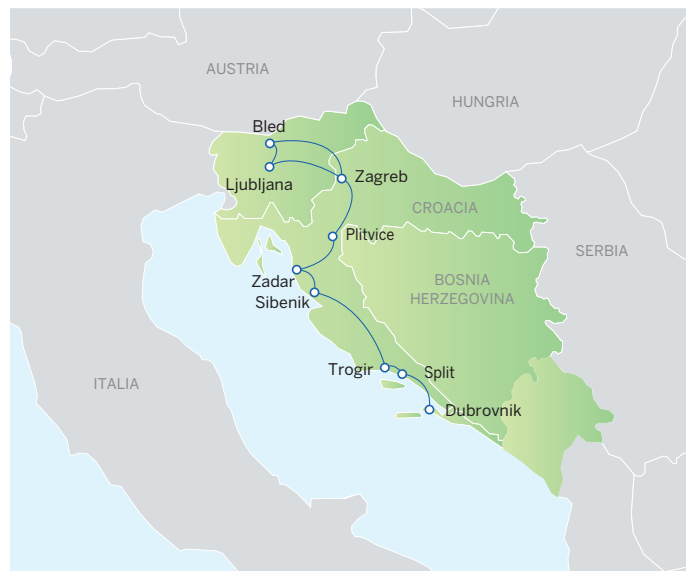 AUSTRIA
HUNGRIA
Bled
Ljubljana
Zagreb
CROACIA
Plitvice
SERBIA
BOSNIA
HERZEGOVINA
Zadar
Sibenik
Trogir
Split
ITALIA
Dubrovnik